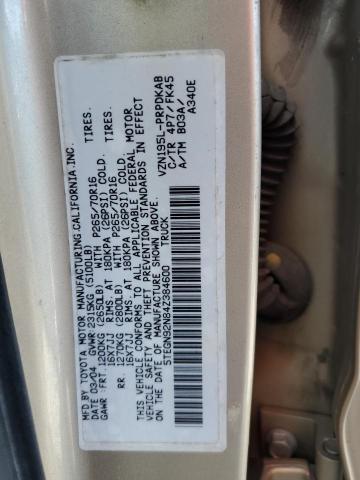 MFD. BY TOYOTA MOTOR MANUFACTURING CALIFORNIA, INC.
DATE 03/04 GVWR: 2315KG (5100LB)
GAWR : FRT. 1200KG (2650LB) WITH P265/70R16 TIRES.
16X7JJ RIMS. AT 180KPA (26PSI) COLD.
RR. 1270KG (2800LB) WITH P265/70R16 TIRES.
16X7JJ RIMS. AT 180KPA (26PSI) COLD.
THIS VEHICLE CONFORMS TO ALL APPLICABLE FEDERAL MOTOR
VEHICLE SAFETY AND THEFT PREVENTION STANDARDS IN EFFECT
ON THE DATE OF MANUFACTURE SHOWN ABOVE.
5TEGN92N84Z384600 TRUCK
VZN195L-PRPDKAB
C/TR 4P7/FK45
A/TM B03A/
A340E